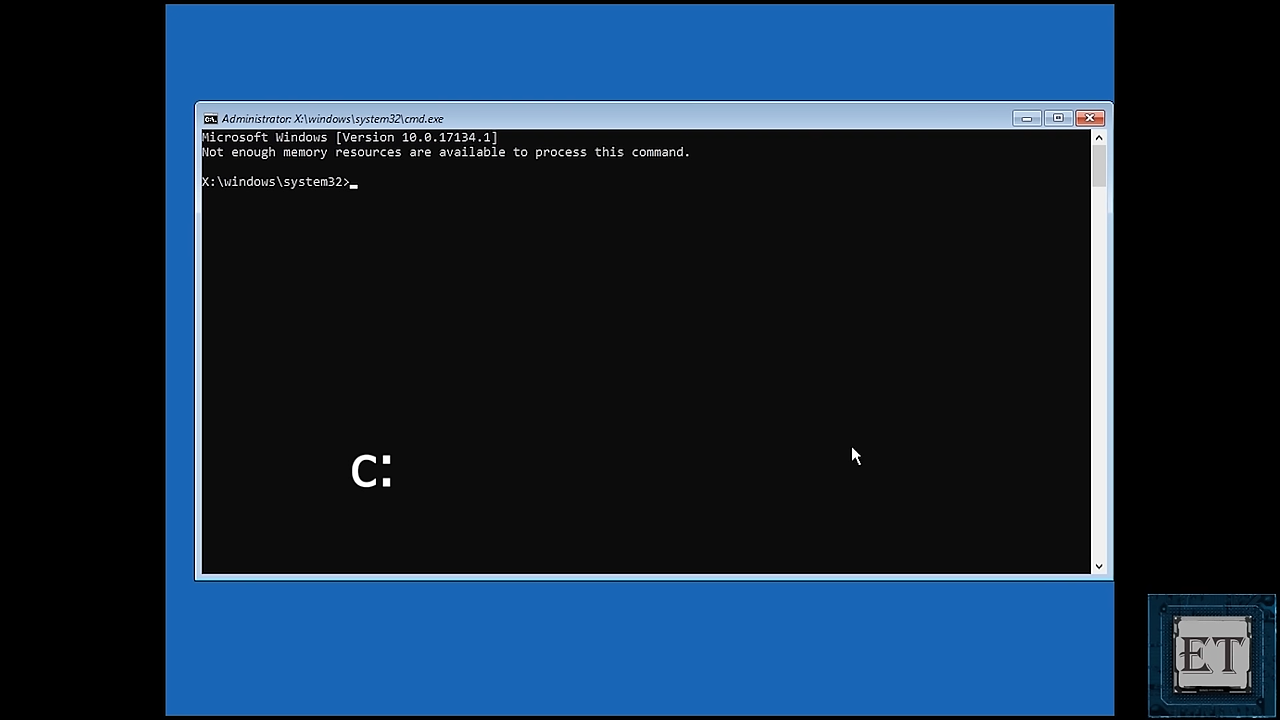 Administrator: X:\windows\system32\cmd.exe
Microsoft Windows [Version 10.0.17134.1]
Not enough memory resources are available to process this command.
X:\windows\system32>
c:
ET